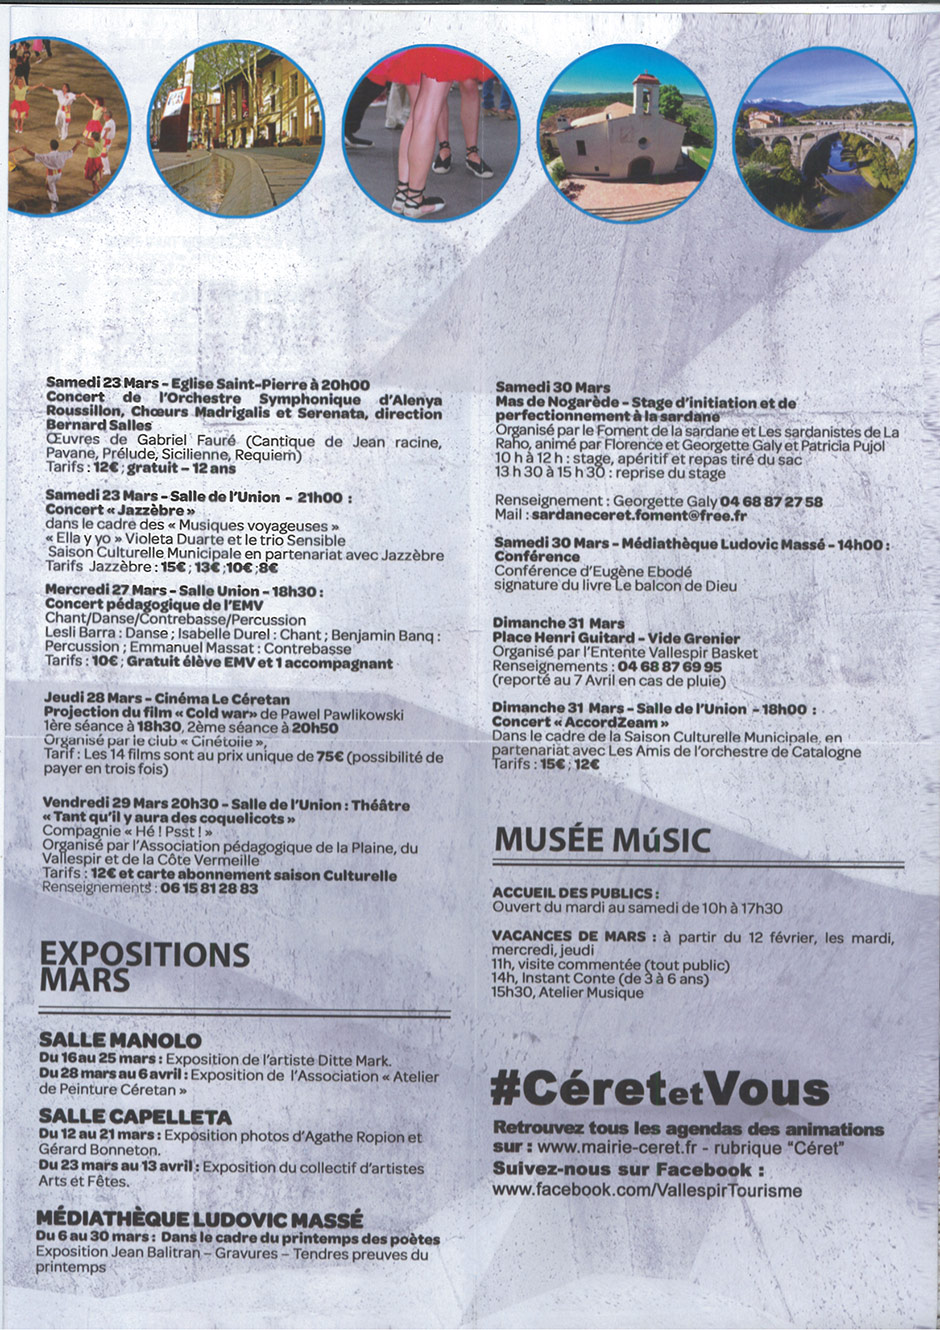 Samedi 23 Mars – Eglise Saint-Pierre à 20h00
Concert de l'Orchestre Symphonique d'Alenya
Roussillon, Chœurs Madrigalis et Serenata, direction
Bernard Salles
Œuvres de Gabriel Fauré (Cantique de Jean racine,
Pavane, Prélude, Sicilienne, Requiem)
Tarifs : 12€ ; gratuit – 12 ans
Samedi 23 Mars – Salle de l'Union – 21h00 :
Concert « Jazzèbre »
dans le cadre des « Musiques voyageuses »
« Ella y yo » Violeta Duarte et le trio Sensible
Saison Culturelle Municipale en partenariat avec Jazzèbre
Tarifs Jazzèbre : 15€ ; 13€ ;10€ ;8€
Mercredi 27 Mars – Salle Union – 18h30 :
Concert pédagogique de l'EMV
Chant/Danse/Contrebasse/Percussion
Lesli Barra : Danse ; Isabelle Durel : Chant ; Benjamin Banq :
Percussion ; Emmanuel Massat : Contrebasse
Tarifs : 10€ ; Gratuit élève EMV et 1 accompagnant
Jeudi 28 Mars – Cinéma Le Céretan
Projection du film « Cold war» de Pawel Pawlikowski
1ère séance à 18h30, 2ème séance à 20h50
Organisé par le club « Cinétoile »,
Tarif : Les 14 films sont au prix unique de 75€ (possibilité de
payer en trois fois)
Vendredi 29 Mars 20h30 – Salle de l'Union : Théâtre
« Tant qu'il y aura des coquelicots »
Compagnie « Hé ! Psst ! »
Organisé par l'Association pédagogique de la Plaine, du
Vallespir et de la Côte Vermeille
Tarifs : 12€ et carte abonnement saison Culturelle
Renseignements : 06 15 81 28 83
EXPOSITIONS
MARS
SALLE MANOLO
Du 16 au 25 mars : Exposition de l'artiste Ditte Mark.
Du 28 mars au 6 avril : Exposition de l'Association « Atelier
de Peinture Céretan »
SALLE CAPELLETA
Du 12 au 21 mars : Exposition photos d'Agathe Ropion et
Gérard Bonneton.
Du 23 mars au 13 avril : Exposition du collectif d'artistes
Arts et Fêtes.
MÉDIATHÈQUE LUDOVIC MASSÉ
Du 6 au 30 mars : Dans le cadre du printemps des poètes
Exposition Jean Balitran – Gravures – Tendres preuves du
printemps
Samedi 30 Mars
Mas de Nogarède – Stage d'initiation et de
perfectionnement à la sardane
Organisé par le Foment de la sardane et Les sardanistes de La
Raho, animé par Florence et Georgette Galy et Patricia Pujol
10 h à 12 h : stage, apéritif et repas tiré du sac
13 h 30 à 15 h 30 : reprise du stage
Renseignement : Georgette Galy 04 68 87 27 58
Mail : sardaneceret.foment@free.fr
Samedi 30 Mars – Médiathèque Ludovic Massé – 14h00 :
Conférence
Conférence d'Eugène Ebodé
signature du livre Le balcon de Dieu
Dimanche 31 Mars
Place Henri Guitard – Vide Grenier
Organisé par l'Entente Vallespir Basket
Renseignements : 04 68 87 69 95
(reporté au 7 Avril en cas de pluie)
Dimanche 31 Mars – Salle de l'Union – 18h00 :
Concert « AccordZeam »
Dans le cadre de la Saison Culturelle Municipale, en
partenariat avec Les Amis de l'orchestre de Catalogne
Tarifs : 15€ ; 12€
MUSÉE MúSIC
ACCUEIL DES PUBLICS :
Ouvert du mardi au samedi de 10h à 17h30
VACANCES DE MARS : à partir du 12 février, les mardi,
mercredi, jeudi
11h, visite commentée (tout public)
14h, Instant Conte (de 3 à 6 ans)
15h30, Atelier Musique
#CéretetVous
Retrouvez tous les agendas des animations
sur : www.mairie-ceret.fr - rubrique "Céret"
Suivez-nous sur Facebook :
www.facebook.com/VallespirTourisme